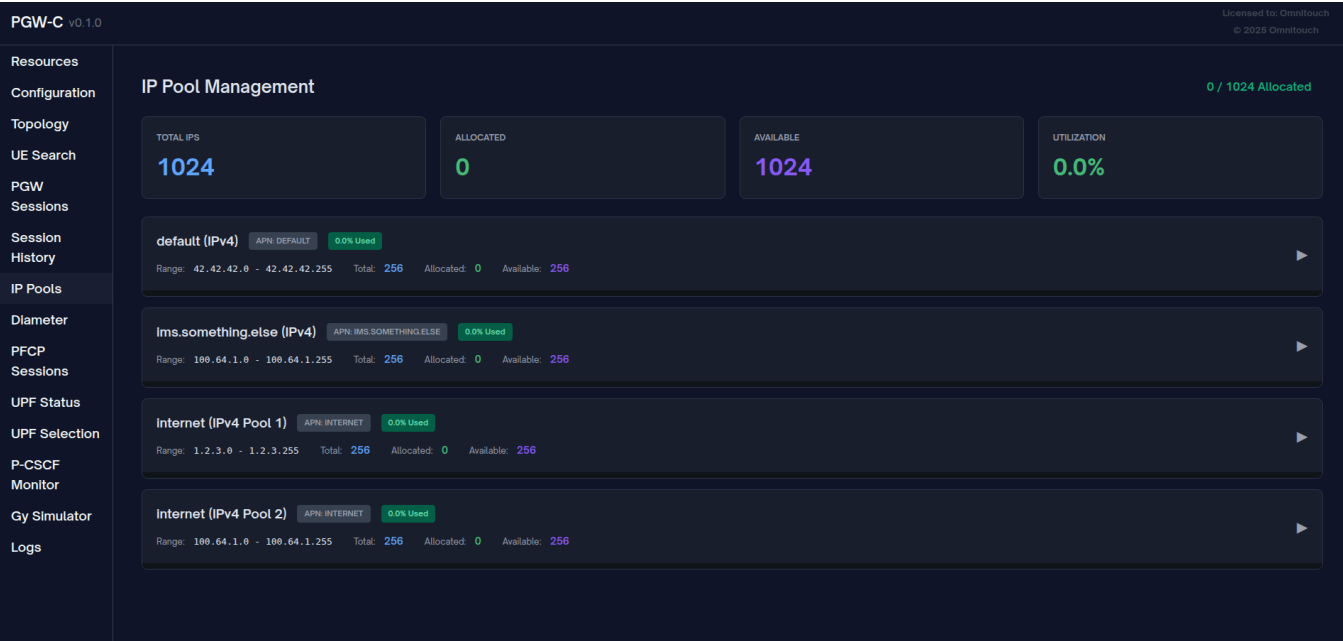 PGW-C v0.1.0
Licensed to: Omnitouch
© 2025 Omnitouch
Resources
Configuration
Topology
UE Search
PGW
Sessions
Session
History
IP Pools
Diameter
PFCP
Sessions
UPF Status
UPF Selection
P-CSCF
Monitor
Gy Simulator
Logs
IP Pool Management
0 / 1024 Allocated
TOTAL IPS
1024
ALLOCATED
0
AVAILABLE
1024
UTILIZATION
0.0%
default (IPv4) APN: DEFAULT 0.0% Used
Range: 42.42.42.0 - 42.42.42.255 Total: 256 Allocated: 0 Available: 256
ims.something.else (IPv4) APN: IMS.SOMETHING.ELSE 0.0% Used
Range: 100.64.1.0 - 100.64.1.255 Total: 256 Allocated: 0 Available: 256
internet (IPv4 Pool 1) APN: INTERNET 0.0% Used
Range: 1.2.3.0 - 1.2.3.255 Total: 256 Allocated: 0 Available: 256
internet (IPv4 Pool 2) APN: INTERNET 0.0% Used
Range: 100.64.1.0 - 100.64.1.255 Total: 256 Allocated: 0 Available: 256